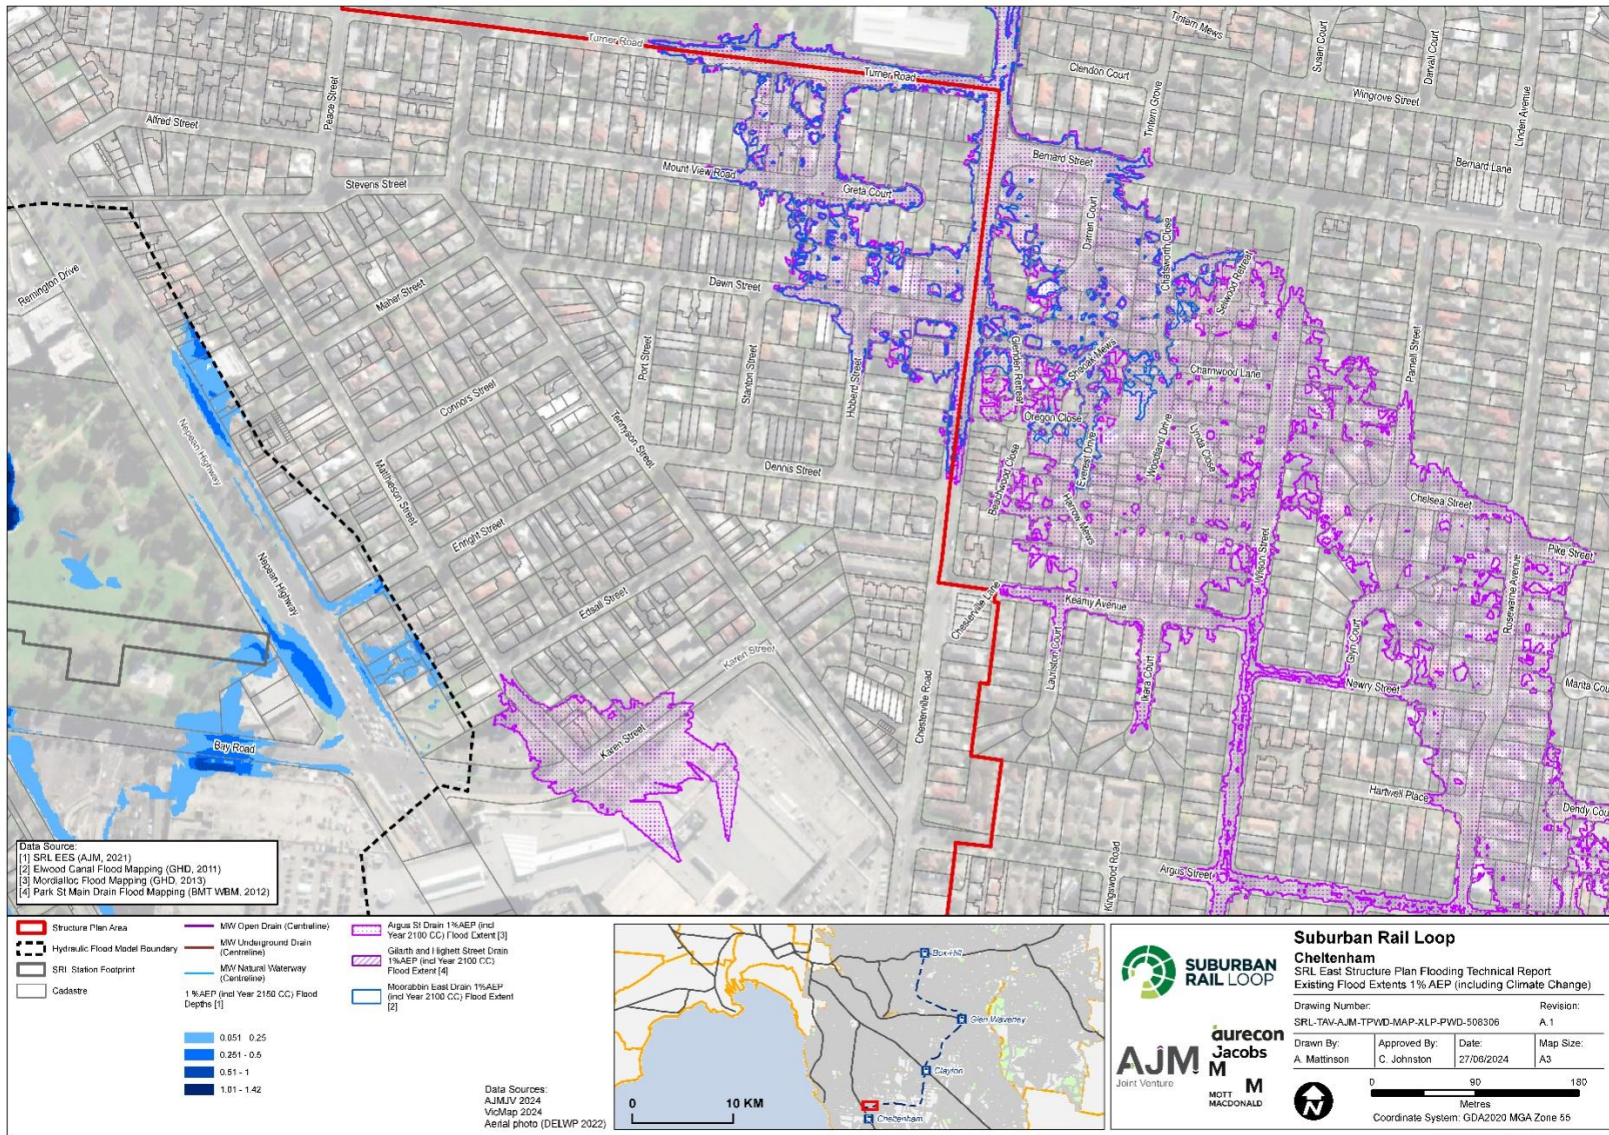 Turner Road
Turner Road
Tintern Mews
Susan Court
Darvall Court
Clendon Court
Wingrove Street
Linden Avenue
Tintern Grove
Peace Street
Alfred Street
Bernard Street
Bernard Lane
Mount View Road
Stevens Street
Greta Court
Darren Court
Chatsworth Close
Selwood Retreat
Remington Drive
Maher Street
Dawn Street
Port Street
Stanton Street
Hibberd Street
Glenden Retreat
Shadak Mews
Charnwood Lane
Parnell Street
Connors Street
Tennyson Street
Oregon Close
Everest Drive
Woodland Drive
Lynda Close
Nepean Highway
Matthieson Street
Dennis Street
Beachwood Close
Harrow Mews
Chelsea Street
Enright Street
Wilson Street
Pike Street
Rosewarne Avenue
Nepean Highway
Edsall Street
Chesterville Lane
Kearny Avenue
Karen Street
Lauriston Court
Ikara Court
Glyn Court
Newry Street
Marita Cou
Chesterville Road
Karen Street
Bay Road
Hartwell Place
Dendy Cou
Argus Street
Kingswood Road
Data Source:
[1] SRL EES (AJM, 2021)
[2] Elwood Canal Flood Mapping (GHD, 2011)
[3] Mordialloc Flood Mapping (GHD, 2013)
[4] Park St Main Drain Flood Mapping (BMT WBM, 2012)
Structure Plan Area
Hydraulic Flood Model Boundary
SRL Station Footprint
Cadastre
MW Open Drain (Centreline)
MW Underground Drain
(Centreline)
MW Natural Waterway
(Centreline)
1 %AEP (incl Year 2150 CC) Flood
Depths [1]
0.051 - 0.25
0.251 - 0.5
0.51 - 1
1.01 - 1.42
Argus St Drain 1%AEP (incl
Year 2100 CC) Flood Extent [3]
Gilarth and Highett Street Drain
1%AEP (incl Year 2100 CC)
Flood Extent [4]
Moorabbin East Drain 1%AEP
(incl Year 2100 CC) Flood Extent
[2]
Data Sources:
AJMJV 2024
VicMap 2024
Aerial photo (DELWP 2022)
Box Hill
Glen Waverley
Clayton
Cheltenham
0 10 KM
SUBURBAN
RAIL LOOP
AJM
Joint Venture
aurecon
Jacobs
M
M
MOTT
MACDONALD
Suburban Rail Loop
Cheltenham
SRL East Structure Plan Flooding Technical Report
Existing Flood Extents 1% AEP (including Climate Change)
Drawing Number: Revision:
SRL-TAV-AJM-TPWD-MAP-XLP-PWD-508306 A.1
Drawn By: Approved By: Date: Map Size:
A. Mattinson C. Johnston 27/06/2024 A3
N
0 90 180
Metres
Coordinate System: GDA2020 MGA Zone 55